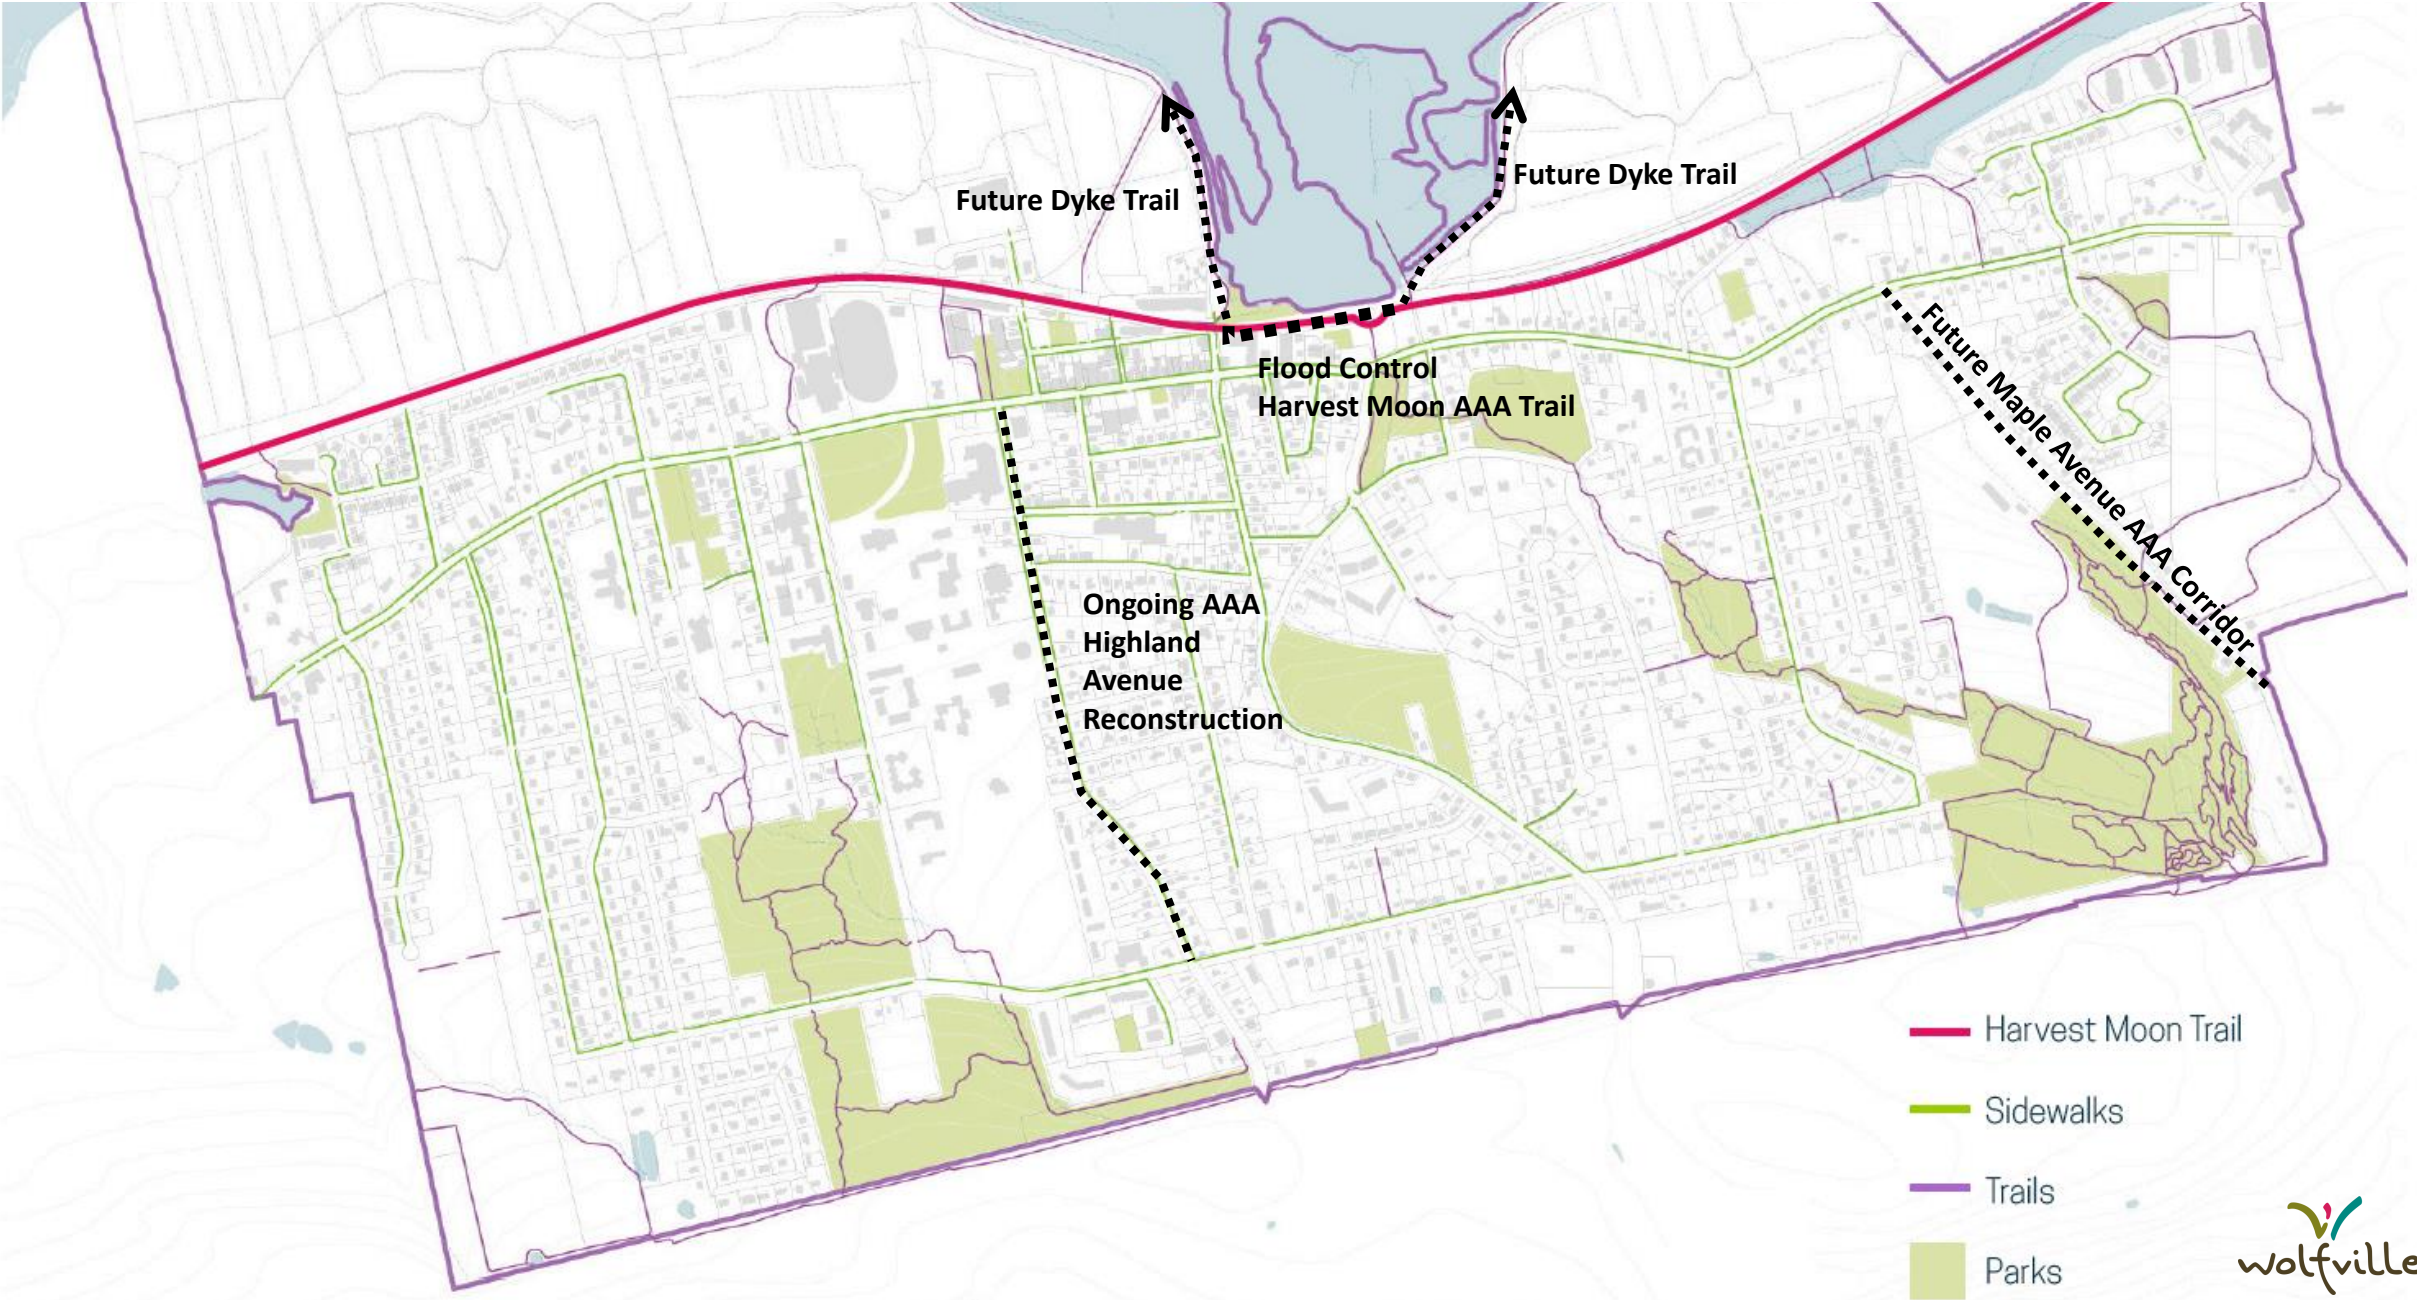 Future Dyke Trail
Future Dyke Trail
Flood Control
Harvest Moon AAA Trail
Future Maple Avenue AAA Corridor
Ongoing AAA
Highland
Avenue
Reconstruction
Harvest Moon Trail
Sidewalks
Trails
Parks
wolfville